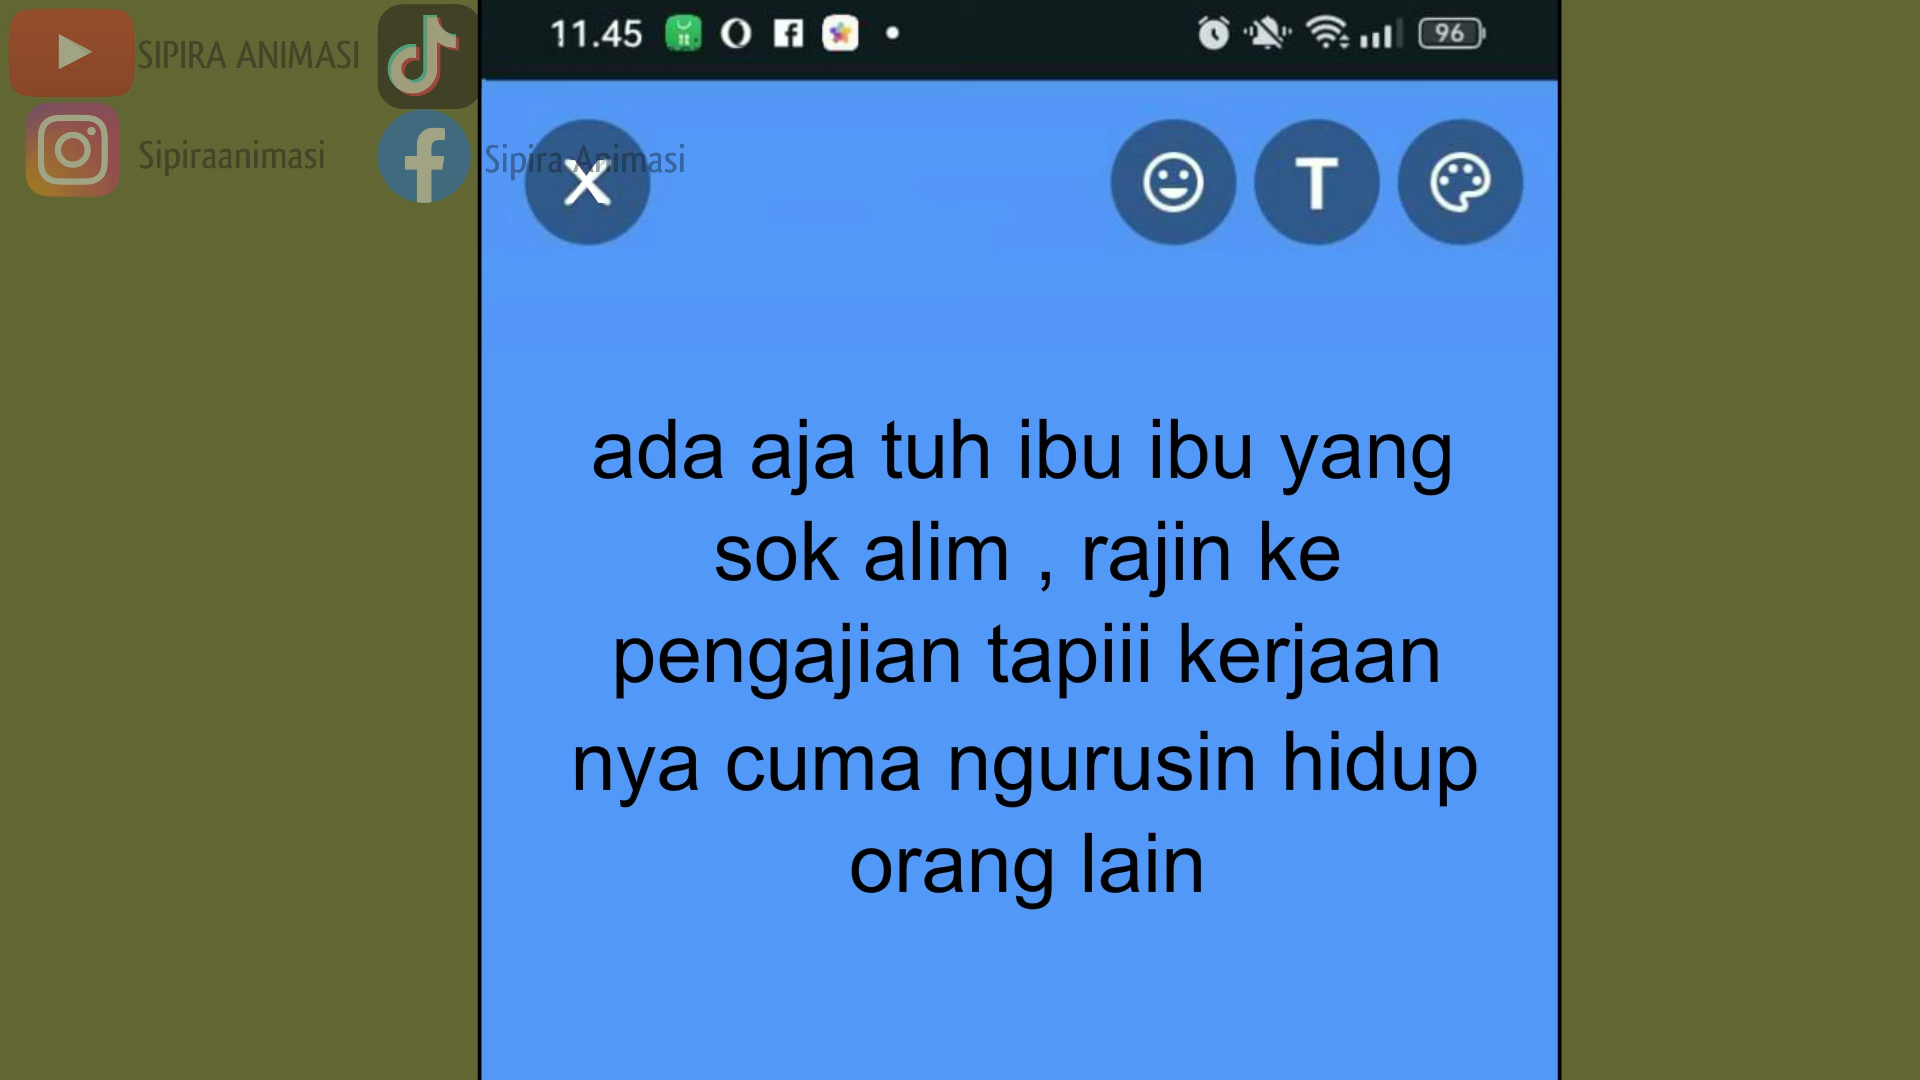 SIPIRA ANIMASI
Sipiraanimasi
Sipira Animasi
11.45
96
T
ada aja tuh ibu ibu yang
sok alim , rajin ke
pengajian tapiii kerjaan
nya cuma ngurusin hidup
orang lain